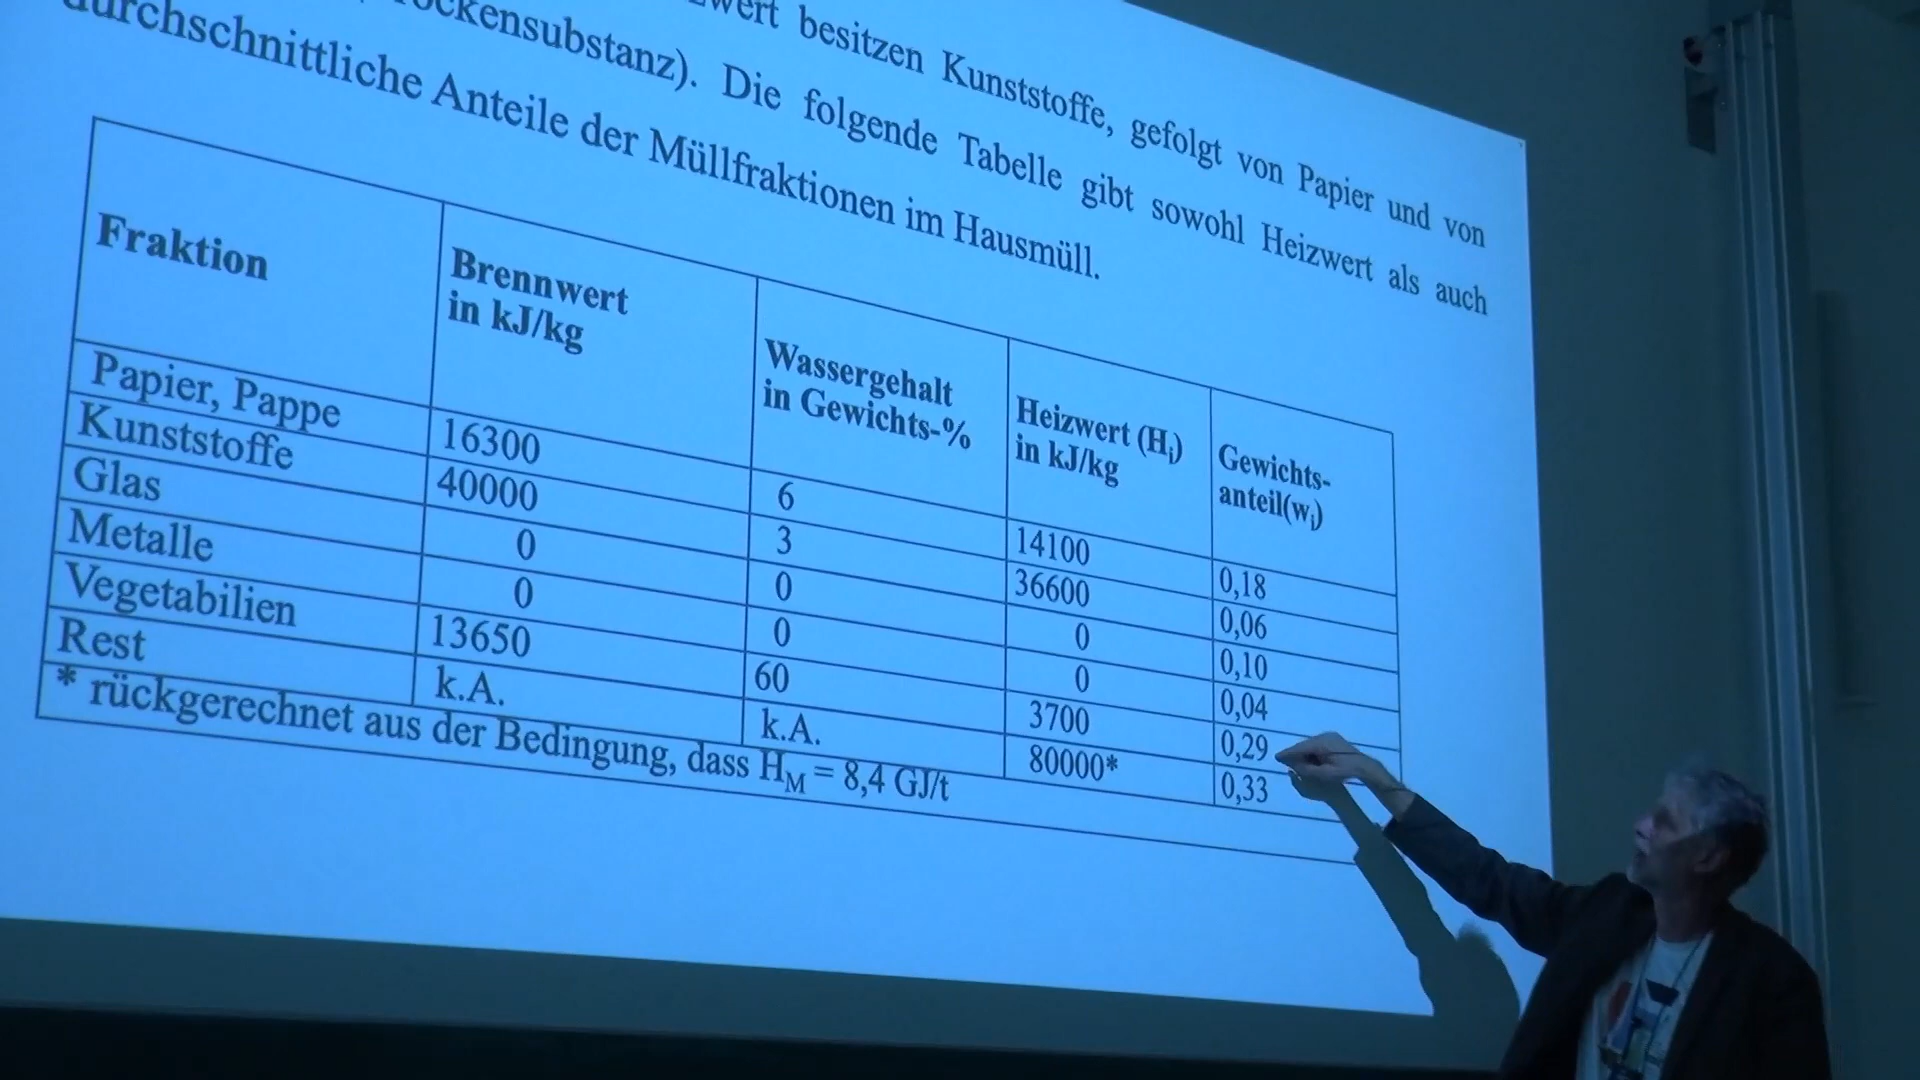 besitzen Kunststoffe, gefolgt von Papier und von
Die folgende Tabelle gibt sowohl Heizwert als auch
durchschnittliche Anteile der Müllfraktionen im Hausmüll.
Fraktion Brennwert in kJ/kg Wassergehalt in Gewichts-% Heizwert (Hi) in kJ/kg Gewichts-anteil(wi)
Papier, Pappe 16300 6 14100 0,18
Kunststoffe 40000 3 36600 0,06
Glas 0 0 0 0,10
Metalle 0 0 0 0,04
Vegetabilien 13650 60 3700 0,29
Rest k.A. k.A. 80000* 0,33
* rückgerechnet aus der Bedingung, dass HM = 8,4 GJ/t